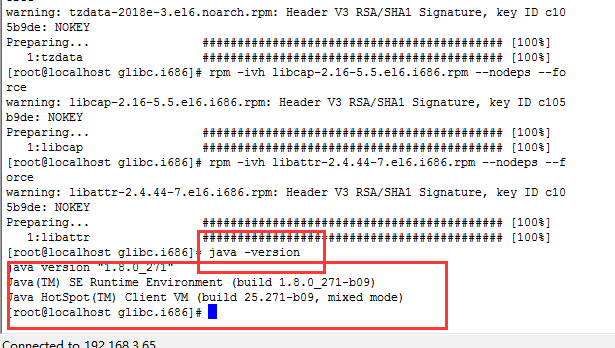 warning: tzdata-2018e-3.el6.noarch.rpm: Header V3 RSA/SHA1 Signature, key ID c10
5b9de: NOKEY
Preparing... ########################################### [100%]
1:tzdata ########################################### [100%]
[root@localhost glibc.i686]# rpm -ivh libcap-2.16-5.5.el6.i686.rpm --nodeps --fo
rce
warning: libcap-2.16-5.5.el6.i686.rpm: Header V3 RSA/SHA1 Signature, key ID c105
b9de: NOKEY
Preparing... ########################################### [100%]
1:libcap ########################################### [100%]
[root@localhost glibc.i686]# rpm -ivh libattr-2.4.44-7.el6.i686.rpm --nodeps --f
orce
warning: libattr-2.4.44-7.el6.i686.rpm: Header V3 RSA/SHA1 Signature, key ID c10
5b9de: NOKEY
Preparing... ########################################### [100%]
1:libattr ########################################### [100%]
[root@localhost glibc.i686]# java -version
java version "1.8.0_271"
Java(TM) SE Runtime Environment (build 1.8.0_271-b09)
Java HotSpot(TM) Client VM (build 25.271-b09, mixed mode)
[root@localhost glibc.i686]#
Connected to 192.168.3.65